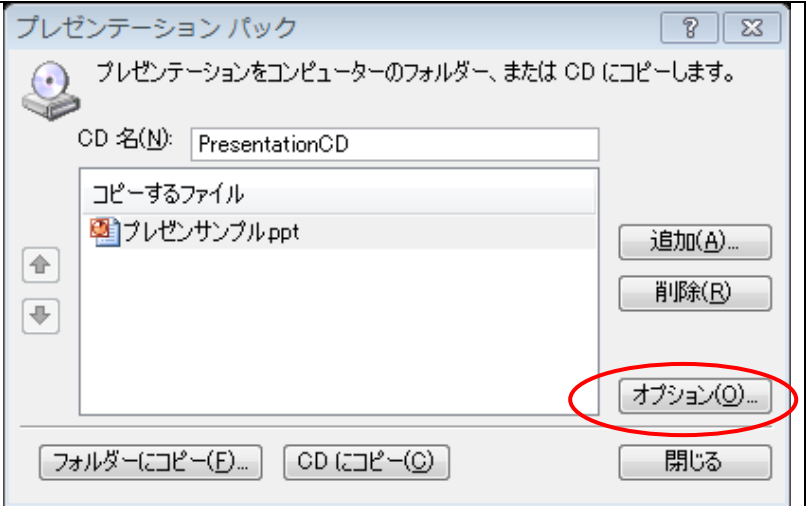 プレゼンテーション パック
プレゼンテーションをコンピューターのフォルダー、または CD にコピーします。
CD 名(N): PresentationCD
コピーするファイル
プレゼンサンプル.ppt
追加(A)...
削除(R)
オプション(O)...
フォルダーにコピー(F)... CD にコピー(C) 閉じる